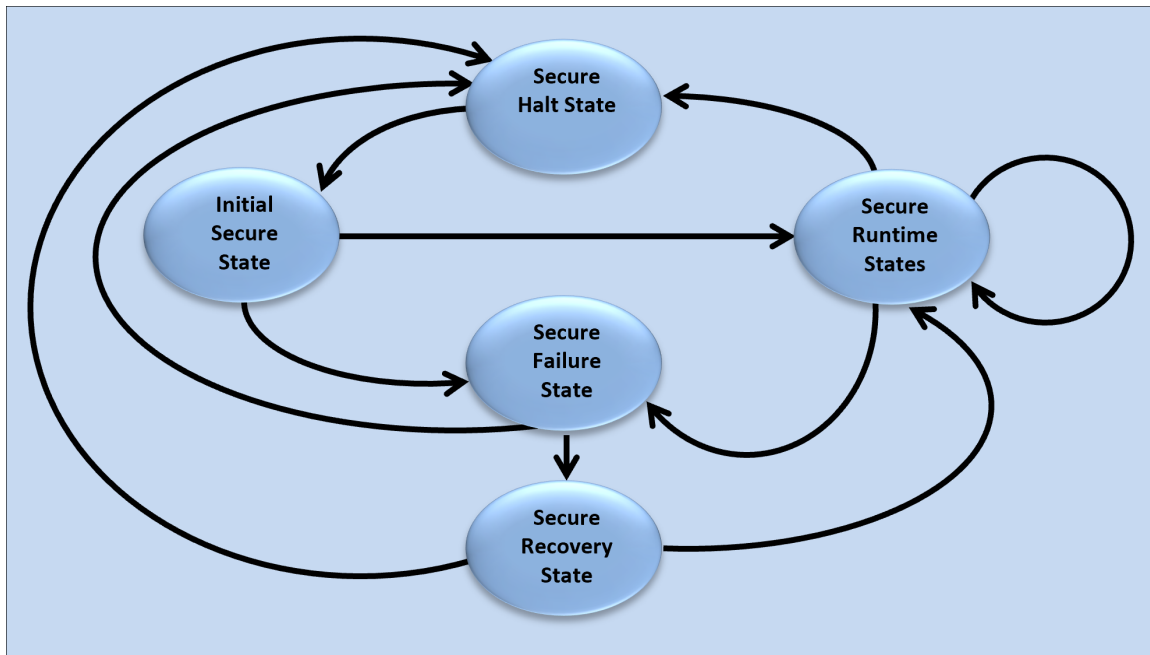 Secure
Halt State
Initial
Secure
State
Secure
Runtime
States
Secure
Failure
State
Secure
Recovery
State